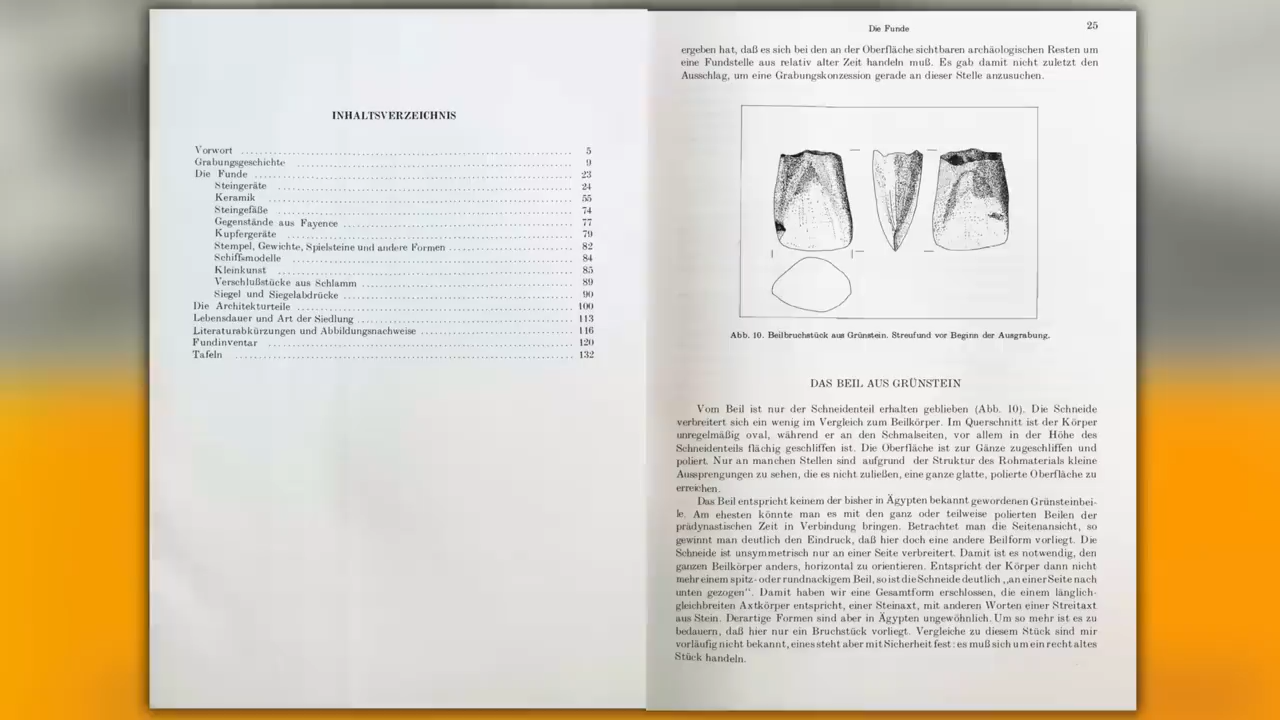 INHALTSVERZEICHNIS
Vorwort 5
Grabungsgeschichte 9
Die Funde 23
Steingeräte 24
Keramik 55
Steingefäße 74
Gegenstände aus Fayence 77
Kupfergeräte 79
Stempel, Gewichte, Spielsteine und andere Formen 82
Schiffsmodelle 84
Kleinkunst 85
Verschlußstücke aus Schlamm 89
Siegel und Siegelabdrücke 90
Die Architekturteile 100
Lebensdauer und Art der Siedlung 113
Literaturabkürzungen und Abbildungsnachweise 116
Fundinventar 120
Tafeln 132
Die Funde 25
ergeben hat, daß es sich bei den an der Oberfläche sichtbaren archäologischen Resten um
eine Fundstelle aus relativ alter Zeit handeln muß. Es gab damit nicht zuletzt den
Ausschlag, um eine Grabungskonzession gerade an dieser Stelle anzusuchen.
Abb. 10. Beilbruchstück aus Grünstein. Streufund vor Beginn der Ausgrabung.
DAS BEIL AUS GRÜNSTEIN
Vom Beil ist nur der Schneidenteil erhalten geblieben (Abb. 10). Die Schneide
verbreitert sich ein wenig im Vergleich zum Beilkörper. Im Querschnitt ist der Körper
unregelmäßig oval, während er an den Schmalseiten, vor allem in der Höhe des
Schneidenteils flächig geschliffen ist. Die Oberfläche ist zur Gänze zugeschliffen und
poliert. Nur an manchen Stellen sind aufgrund der Struktur des Rohmaterials kleine
Aussprengungen zu sehen, die es nicht zuließen, eine ganze glatte, polierte Oberfläche zu
erreichen.
Das Beil entspricht keinem der bisher in Ägypten bekannt gewordenen Grünsteinbei-
le. Am ehesten könnte man es mit den ganz oder teilweise polierten Beilen der
prädynastischen Zeit in Verbindung bringen. Betrachtet man die Seitenansicht, so
gewinnt man deutlich den Eindruck, daß hier doch eine andere Beilform vorliegt. Die
Schneide ist unsymmetrisch nur an einer Seite verbreitert. Damit ist es notwendig, den
ganzen Beilkörper anders, horizontal zu orientieren. Entspricht der Körper dann nicht
mehr einem spitz- oder rundnackigem Beil, so ist die Schneide deutlich „an einer Seite nach
unten gezogen“. Damit haben wir eine Gesamtform erschlossen, die einem länglich-
gleichbreiten Axtkörper entspricht, einer Steinaxt, mit anderen Worten einer Streitaxt
aus Stein. Derartige Formen sind aber in Ägypten ungewöhnlich. Um so mehr ist es zu
bedauern, daß hier nur ein Bruchstück vorliegt. Vergleiche zu diesem Stück sind mir
vorläufig nicht bekannt, eines steht aber mit Sicherheit fest: es muß sich um ein recht altes
Stück handeln.